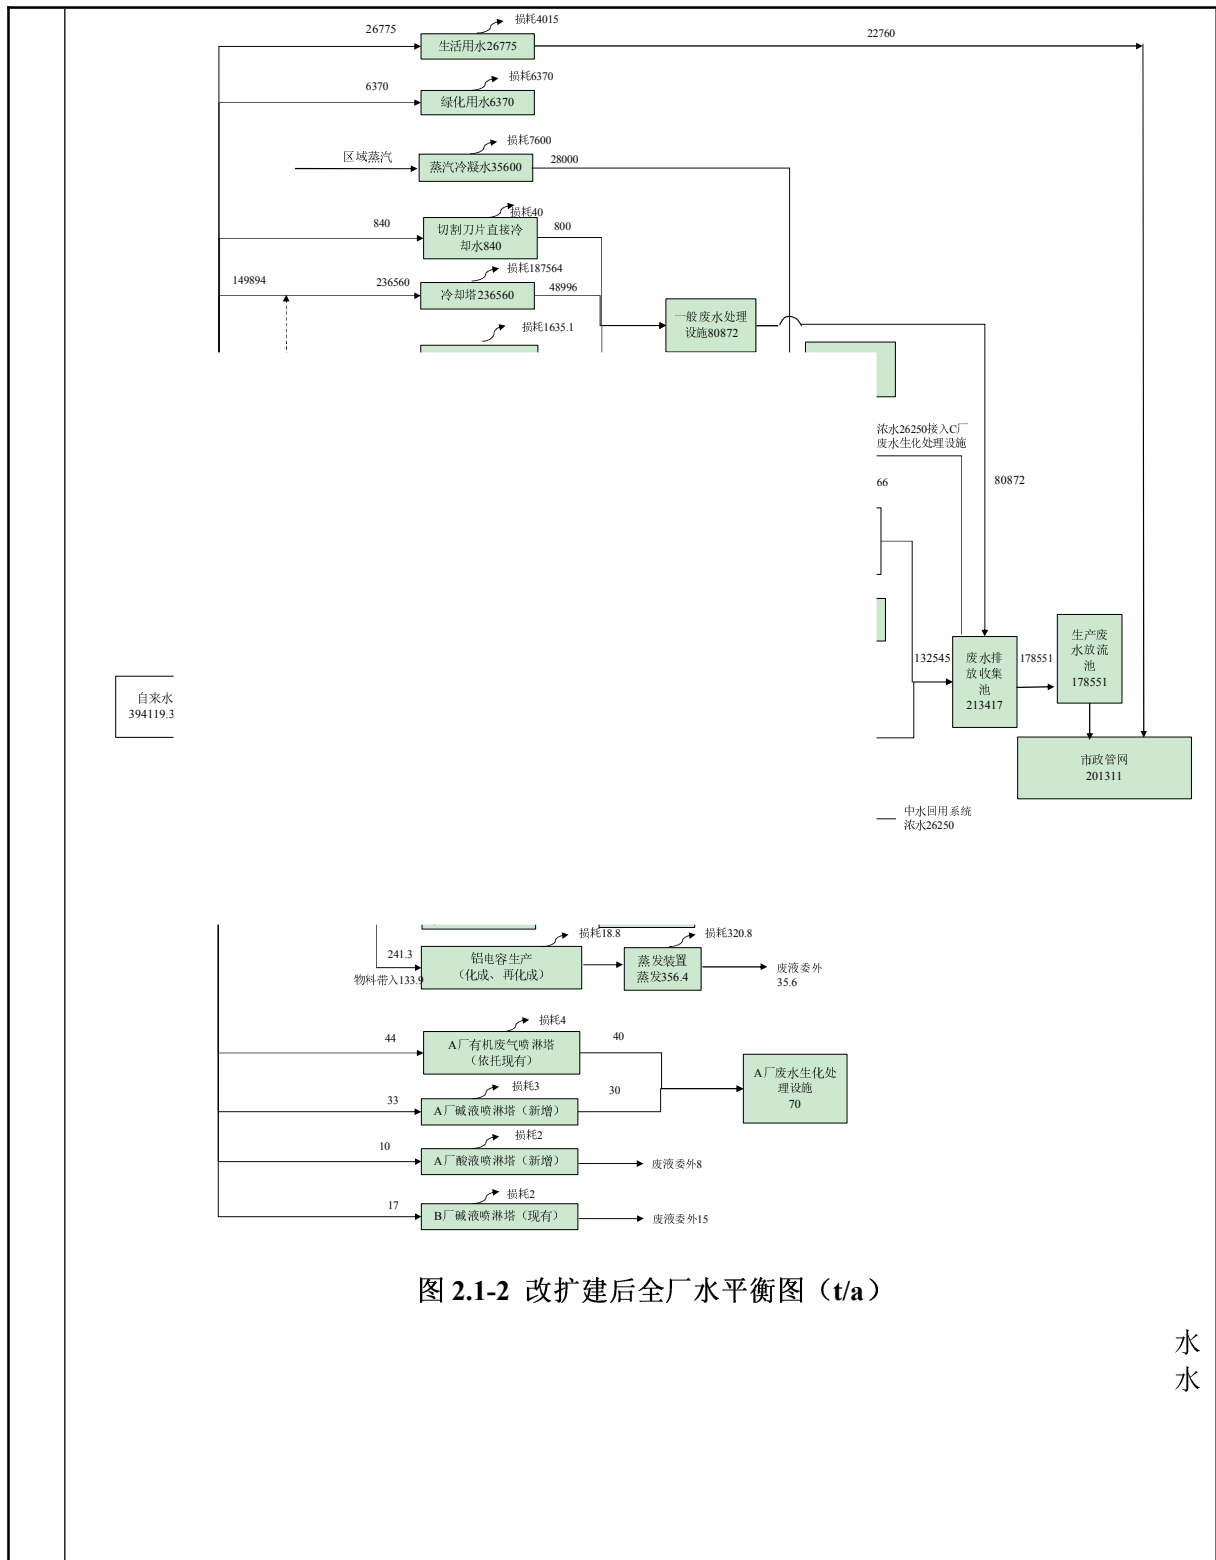 损耗4015
26775
生活用水26775
22760
损耗6370
6370
绿化用水6370
损耗7600
区域蒸汽
蒸汽冷凝水35600
28000
损耗40
840
切割刀片直接冷
却水840
800
损耗187564
149894
236560
冷却塔236560
48996
一般废水处理
设施80872
损耗1635.1
浓水26250接入C厂
废水生化处理设施
66
80872
自来水
394119.3
132545
废水排
放收集
池
213417
178551
生产废
水放流
池
178551
市政管网
201311
中水回用系统
浓水26250
损耗18.8
损耗320.8
241.3
物料带入133.9
铝电容生产
（化成、再化成）
蒸发装置
蒸发356.4
废液委外
35.6
损耗4
44
A厂有机废气喷淋塔
（依托现有）
40
损耗3
33
A厂碱液喷淋塔（新增）
30
A厂废水生化处
理设施
70
损耗2
10
A厂酸液喷淋塔（新增）
废液委外8
损耗2
17
B厂碱液喷淋塔（现有）
废液委外15
图 2.1-2 改扩建后全厂水平衡图（t/a）
水
水